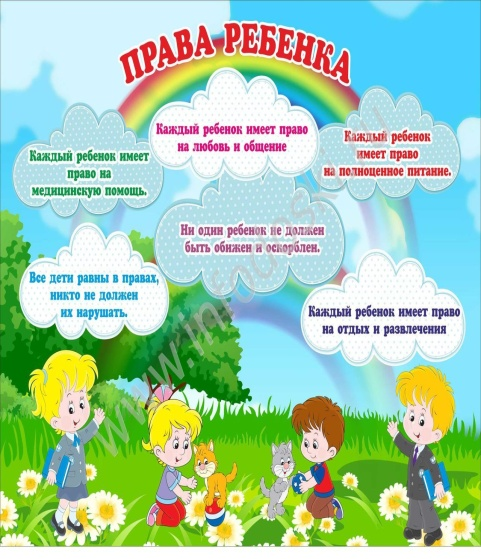 ПРАВА РЕБЕНКА
Каждый ребенок имеет право
на любовь и общение
Каждый ребенок
имеет право
на полноценное питание.
Каждый ребенок имеет
право на
медицинскую помощь.
Ни один ребенок не должен
быть обижен и оскорблен.
Все дети равны в правах,
никто не должен
их нарушать.
Каждый ребенок имеет право
на отдых и развлечения